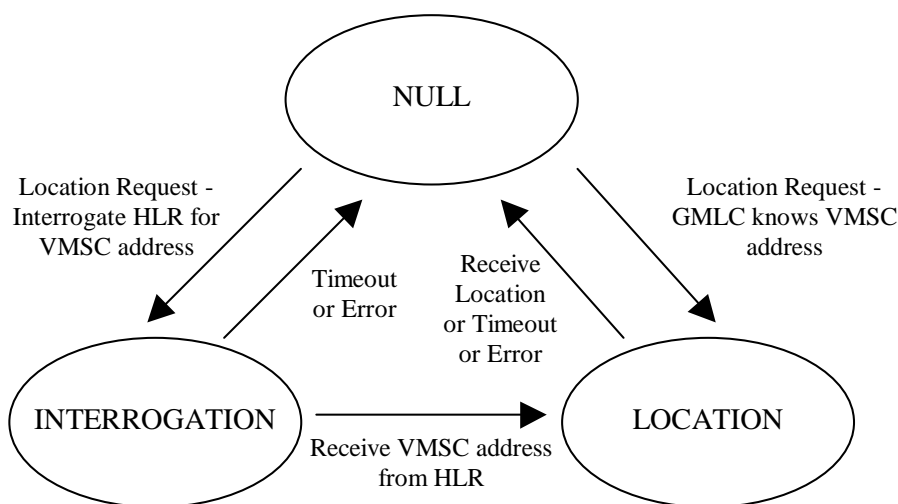 NULL
Location Request -
Interrogate HLR for
VMSC address
Location Request -
GMLC knows VMSC
address
Timeout
or Error
Receive
Location
or Timeout
or Error
INTERROGATION
LOCATION
Receive VMSC address
from HLR